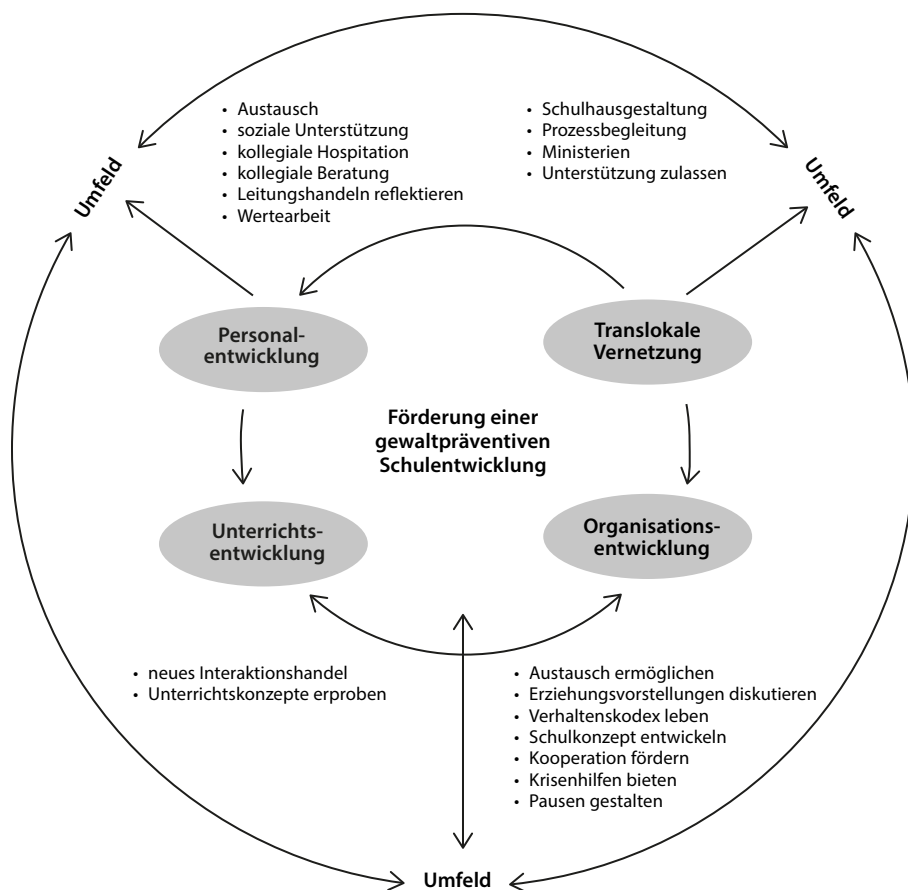 • Austausch
• soziale Unterstützung
• kollegiale Hospitation
• kollegiale Beratung
• Leitungshandeln reflektieren
• Wertearbeit
• Schulhausgestaltung
• Prozessbegleitung
• Ministerien
• Unterstützung zulassen
Umfeld
Umfeld
Personal-
entwicklung
Translokale
Vernetzung
Förderung einer
gewaltpräventiven
Schulentwicklung
Unterrichts-
entwicklung
Organisations-
entwicklung
• neues Interaktionshandel
• Unterrichtskonzepte erproben
• Austausch ermöglichen
• Erziehungsvorstellungen diskutieren
• Verhaltenskodex leben
• Schulkonzept entwickeln
• Kooperation fördern
• Krisenhilfen bieten
• Pausen gestalten
Umfeld